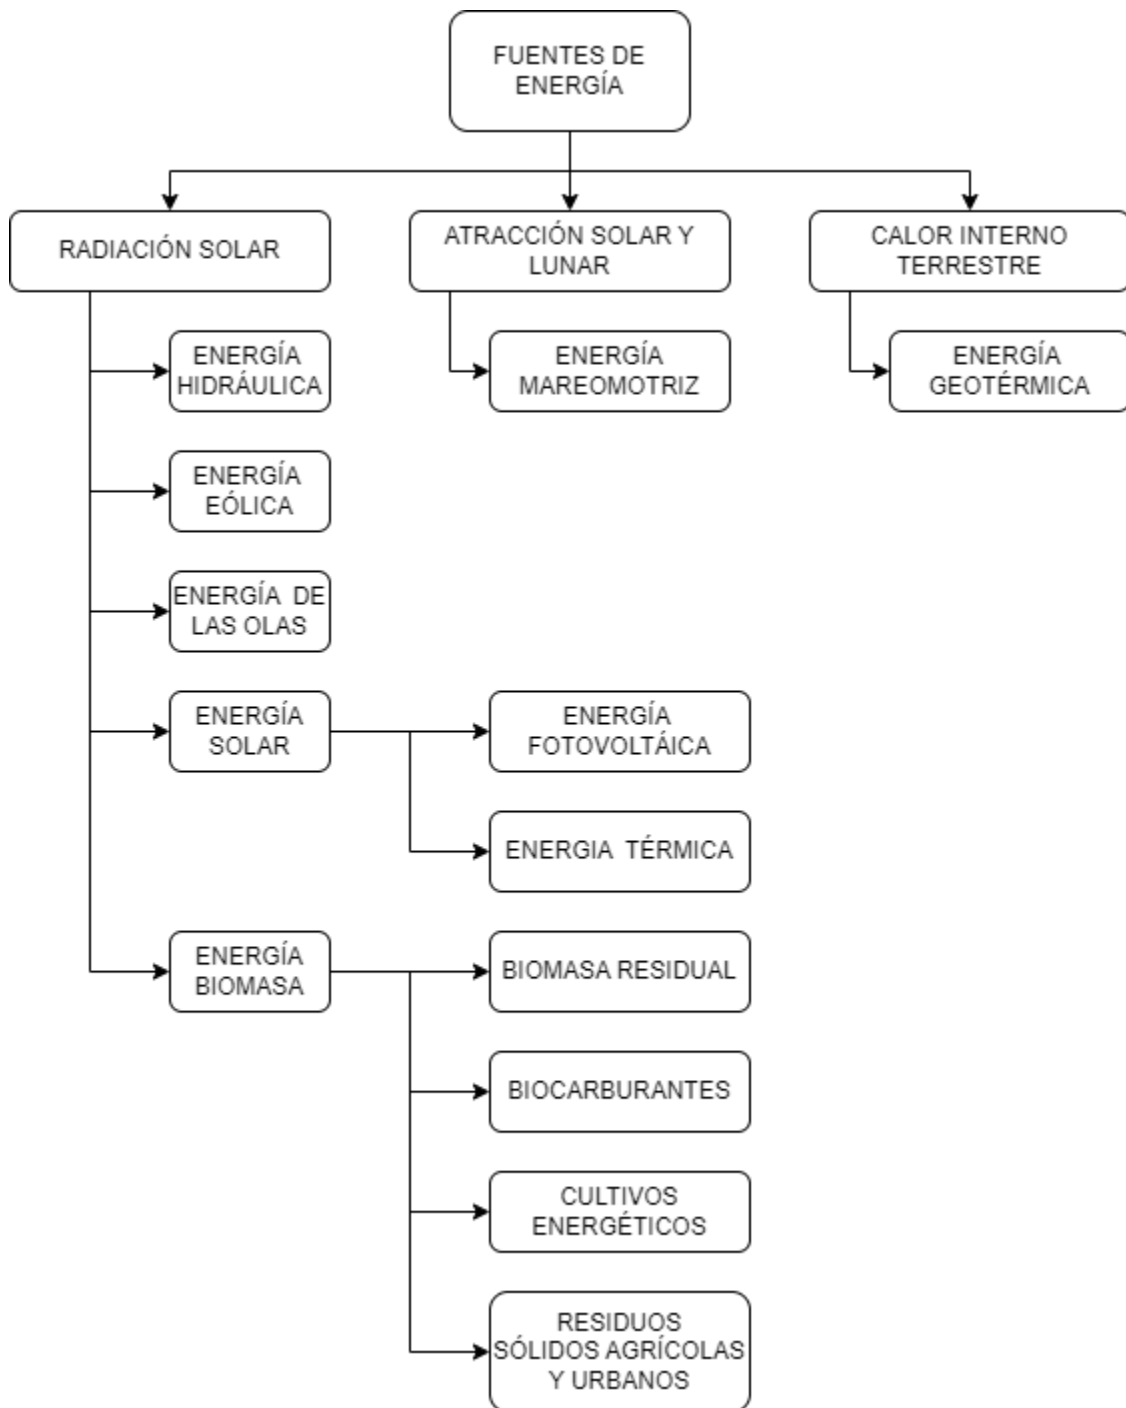 FUENTES DE
ENERGÍA
RADIACIÓN SOLAR
ATRACCIÓN SOLAR Y
LUNAR
CALOR INTERNO
TERRESTRE
ENERGÍA
HIDRÁULICA
ENERGÍA
MAREOMOTRIZ
ENERGÍA
GEOTÉRMICA
ENERGÍA
EÓLICA
ENERGÍA DE
LAS OLAS
ENERGÍA
SOLAR
ENERGÍA
FOTOVOLTÁICA
ENERGIA TÉRMICA
ENERGÍA
BIOMASA
BIOMASA RESIDUAL
BIOCARBURANTES
CULTIVOS
ENERGÉTICOS
RESIDUOS
SÓLIDOS AGRÍCOLAS
Y URBANOS